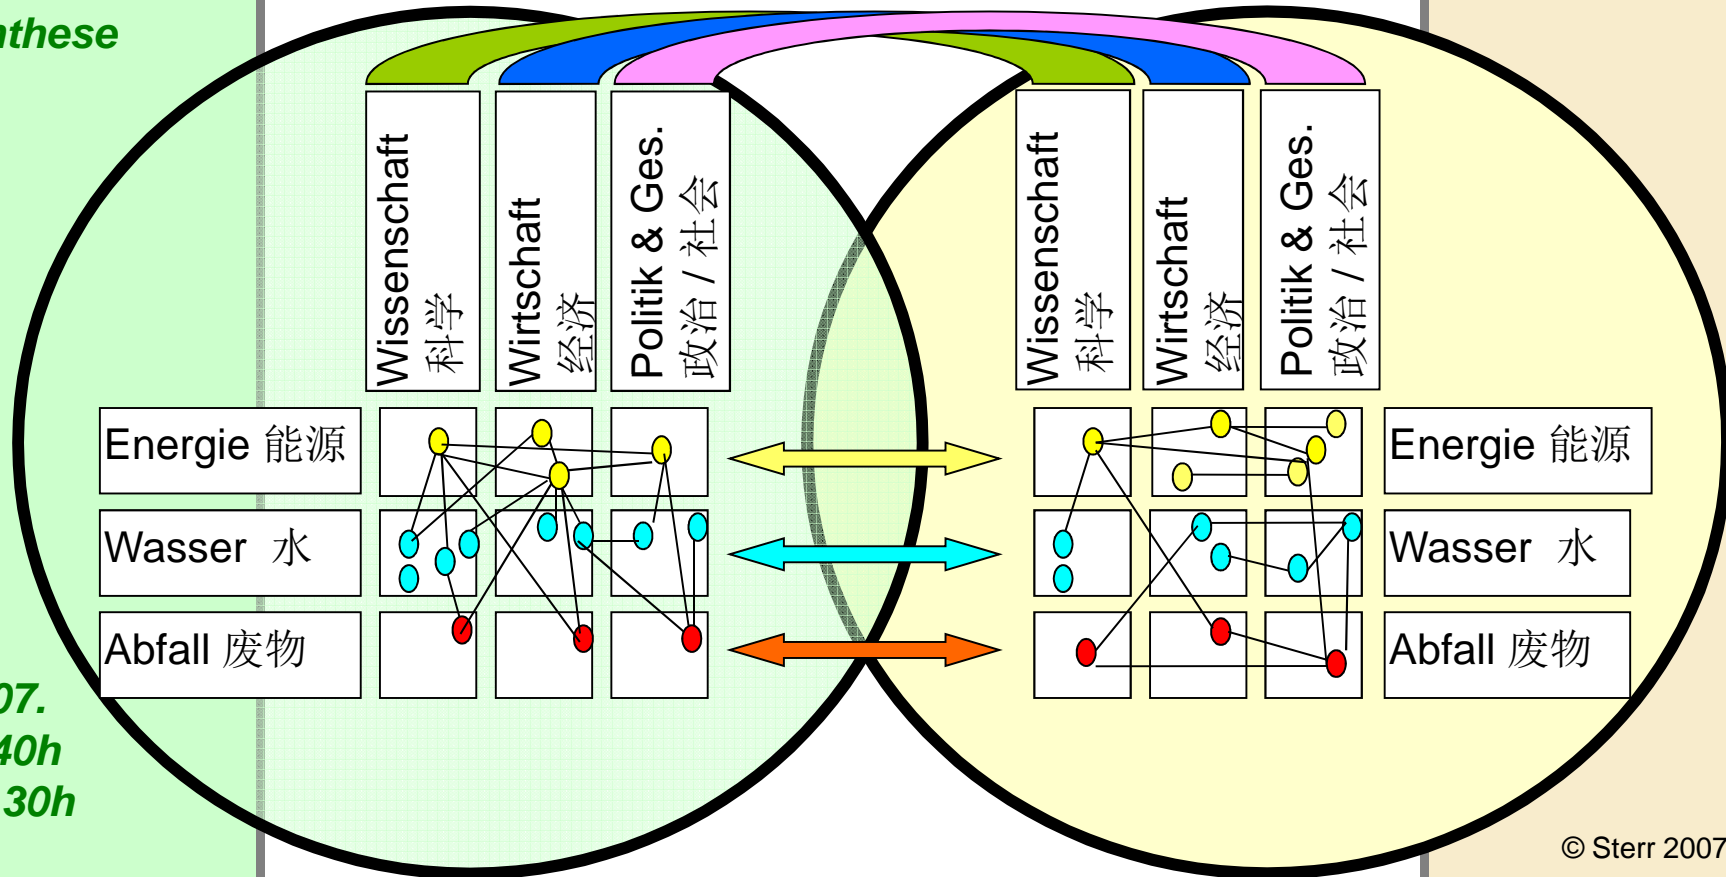 nthese
Wissenschaft
科学
Wirtschaft
经济
Politik & Ges.
政治 / 社会
Wissenschaft
科学
Wirtschaft
经济
Politik & Ges.
政治 / 社会
Energie 能源
Energie 能源
Wasser 水
Wasser 水
Abfall 废物
Abfall 废物
07.
40h
30h
© Sterr 2007